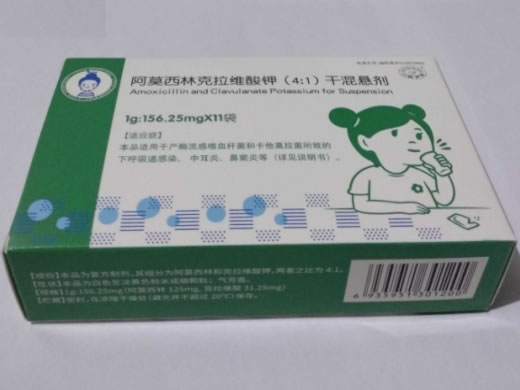 阿莫西林克拉维酸钾（4:1）干混悬剂
Amoxicillin and Clavulanate Potassium for Suspension
1g:156.25mgX11袋
【适应症】
本品适用于产酶流感嗜血杆菌和卡他莫拉菌所致的
下呼吸道感染、中耳炎、鼻窦炎等（详见说明书）。
【成份】本品为复方制剂,其组分为阿莫西林和克拉维酸钾,两者之比为 4:1。
【性状】本品为白色至淡黄色粉末或细颗粒；气芳香。
【规格】1g:156.25mg(阿莫西林 125mg, 克拉维酸 31.25mg)
【贮藏】密封,在凉暗干燥处(避光并不超过 20℃)保存。
6 935957 301200